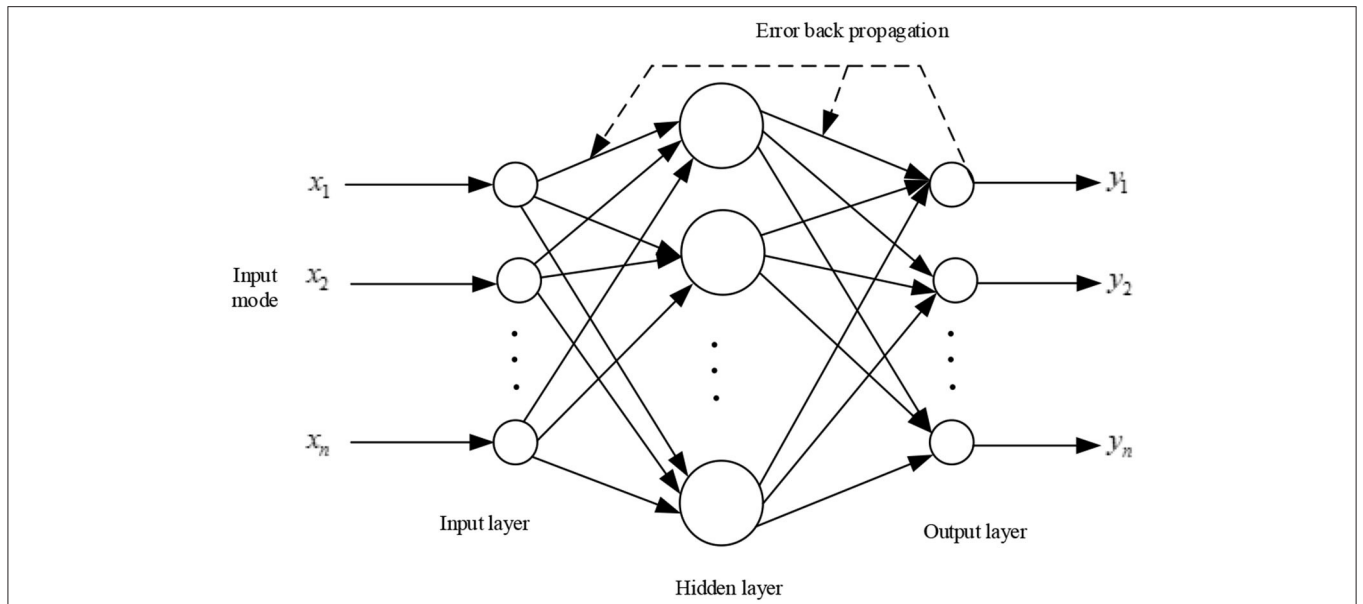 Error back propagation
x₁
y₁
Input
mode
x₂
y₂
xₙ
yₙ
Input layer
Output layer
Hidden layer